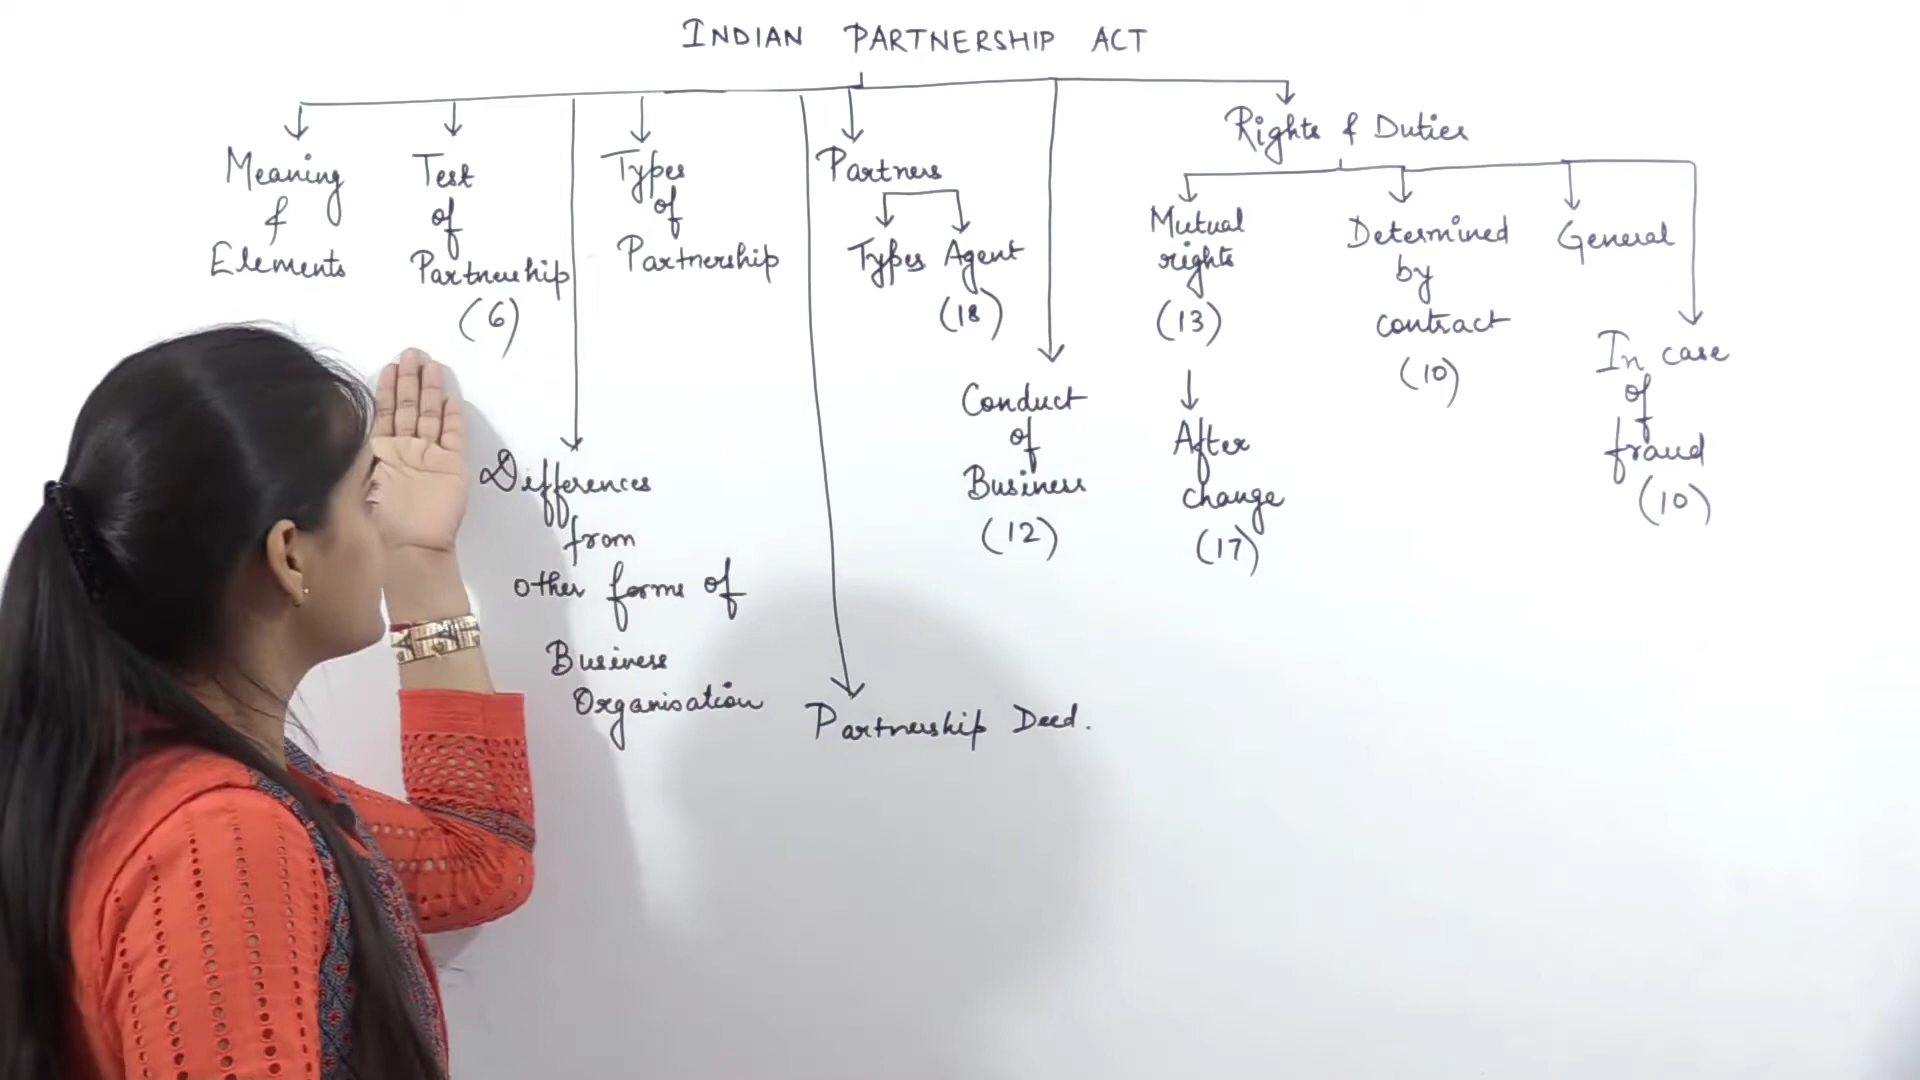 INDIAN PARTNERSHIP ACT
Meaning
&
Elements
Test
of
Partnership
(6)
Differences
from
other forms of
Business
Organisation
Types
of
Partnership
Partnership Deed.
Partners
Types Agent
(18)
Conduct
of
Business
(12)
Rights & Duties
Mutual
rights
(13)
After
change
(17)
Determined
by
contract
(10)
General
In case
of
fraud
(10)